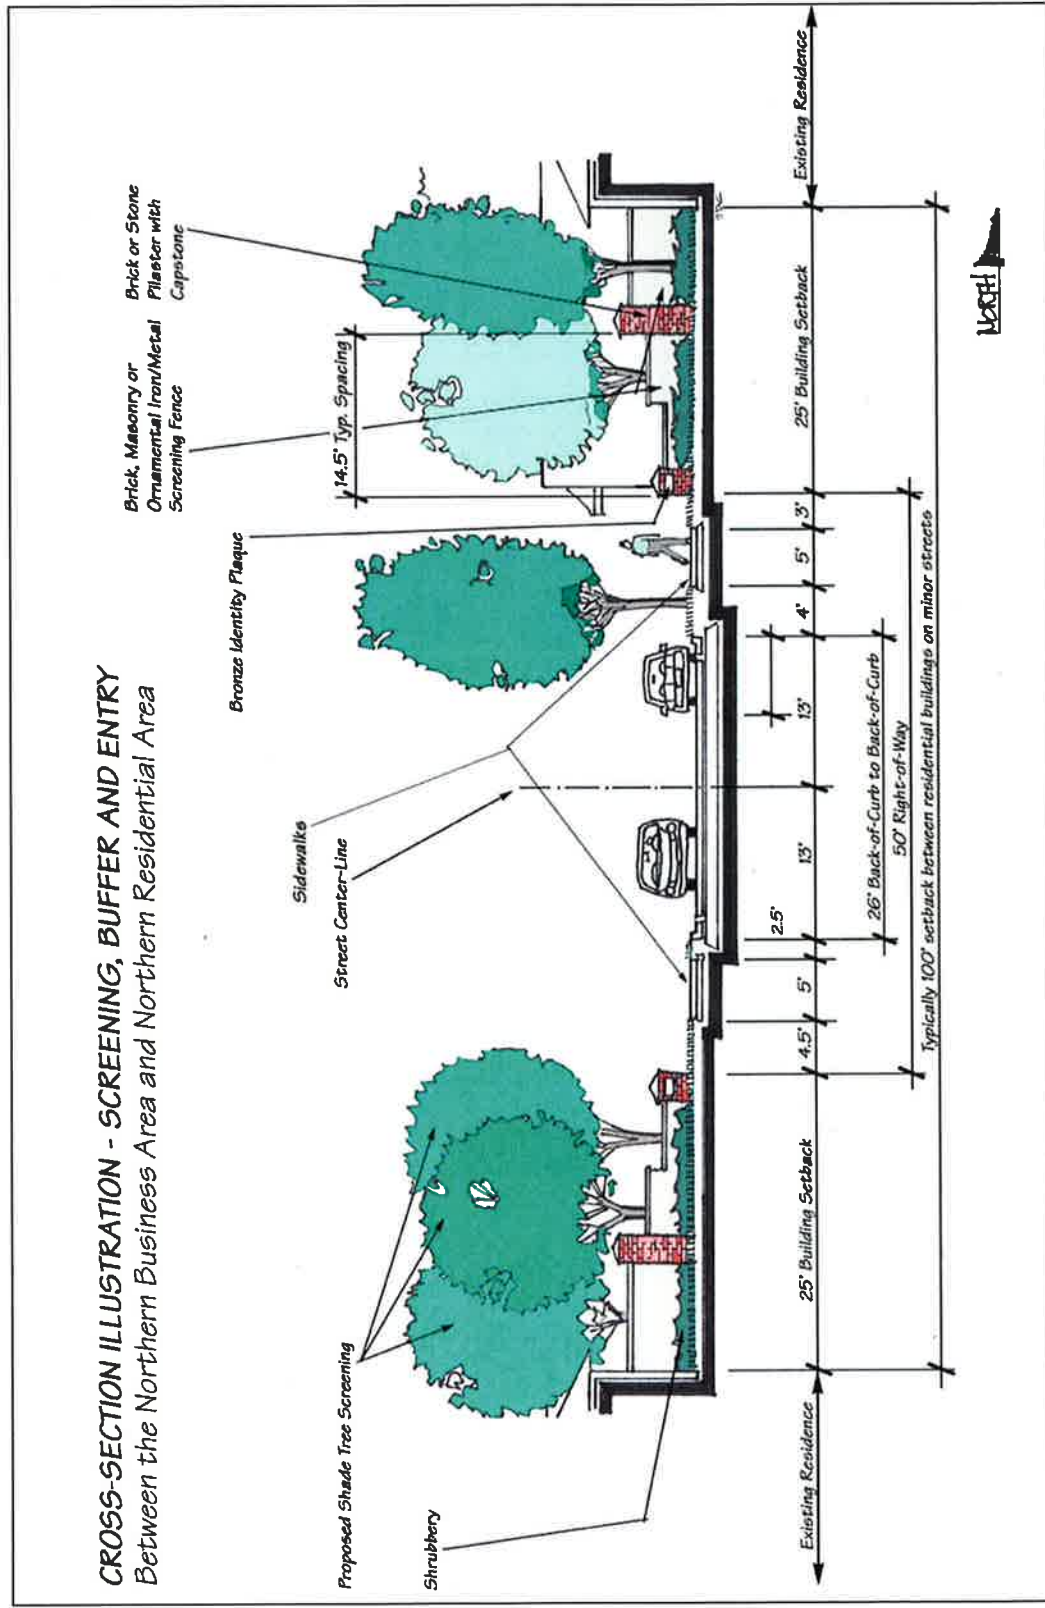 CROSS-SECTION ILLUSTRATION - SCREENING, BUFFER AND ENTRY
Between the Northern Business Area and Northern Residential Area
Brick, Masonry or
Ornamental Iron/Metal
Screening Fence
Brick or Stone
Pilaster with
Capstone
Bronze Identity Plaque
Sidewalks
Street Center-Line
Proposed Shade Tree Screening
Shrubbery
14.5' Typ. Spacing
Existing Residence
25' Building Setback
4.5'
5'
2.5'
13'
13'
4'
5'
3'
25' Building Setback
Existing Residence
26' Back-of-Curb to Back-of-Curb
50' Right-of-Way
Typically 100' setback between residential buildings on minor streets
NORTH